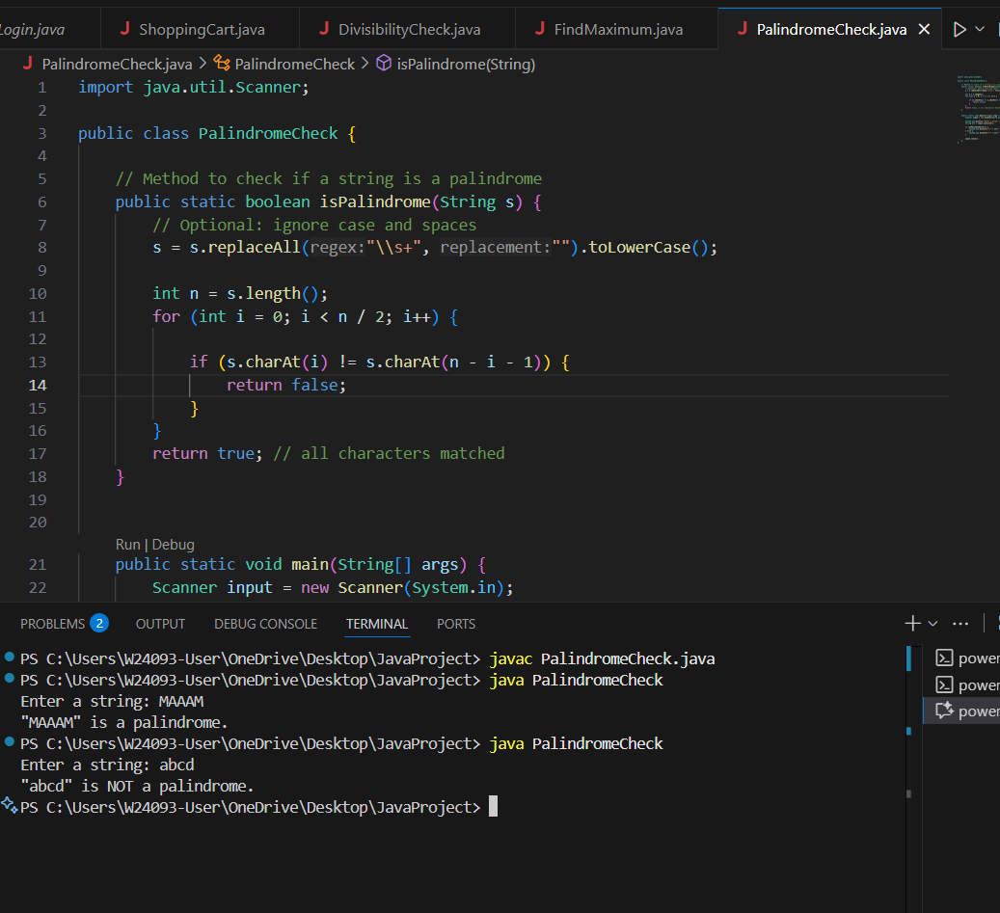 Login.java
J ShoppingCart.java
J DivisibilityCheck.java
J FindMaximum.java
J PalindromeCheck.java
J PalindromeCheck.java > PalindromeCheck > isPalindrome(String)
1 import java.util.Scanner;
2
3 public class PalindromeCheck {
4
5 // Method to check if a string is a palindrome
6 public static boolean isPalindrome(String s) {
7 // Optional: ignore case and spaces
8 s = s.replaceAll(regex:"\\s+", replacement:"").toLowerCase();
9
10 int n = s.length();
11 for (int i = 0; i < n / 2; i++) {
12
13 if (s.charAt(i) != s.charAt(n - i - 1)) {
14 return false;
15 }
16 }
17 return true; // all characters matched
18 }
19
20
Run | Debug
21 public static void main(String[] args) {
22 Scanner input = new Scanner(System.in);
PROBLEMS 2 OUTPUT DEBUG CONSOLE TERMINAL PORTS
PS C:\Users\W24093-User\OneDrive\Desktop\JavaProject> javac PalindromeCheck.java
PS C:\Users\W24093-User\OneDrive\Desktop\JavaProject> java PalindromeCheck
Enter a string: MAAAM
"MAAAM" is a palindrome.
PS C:\Users\W24093-User\OneDrive\Desktop\JavaProject> java PalindromeCheck
Enter a string: abcd
"abcd" is NOT a palindrome.
PS C:\Users\W24093-User\OneDrive\Desktop\JavaProject>
power
power
power